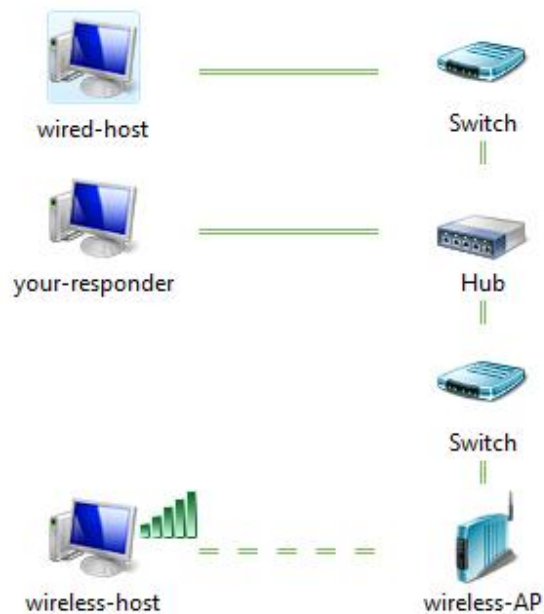 wired-host
Switch
your-responder
Hub
Switch
wireless-host
wireless-AP